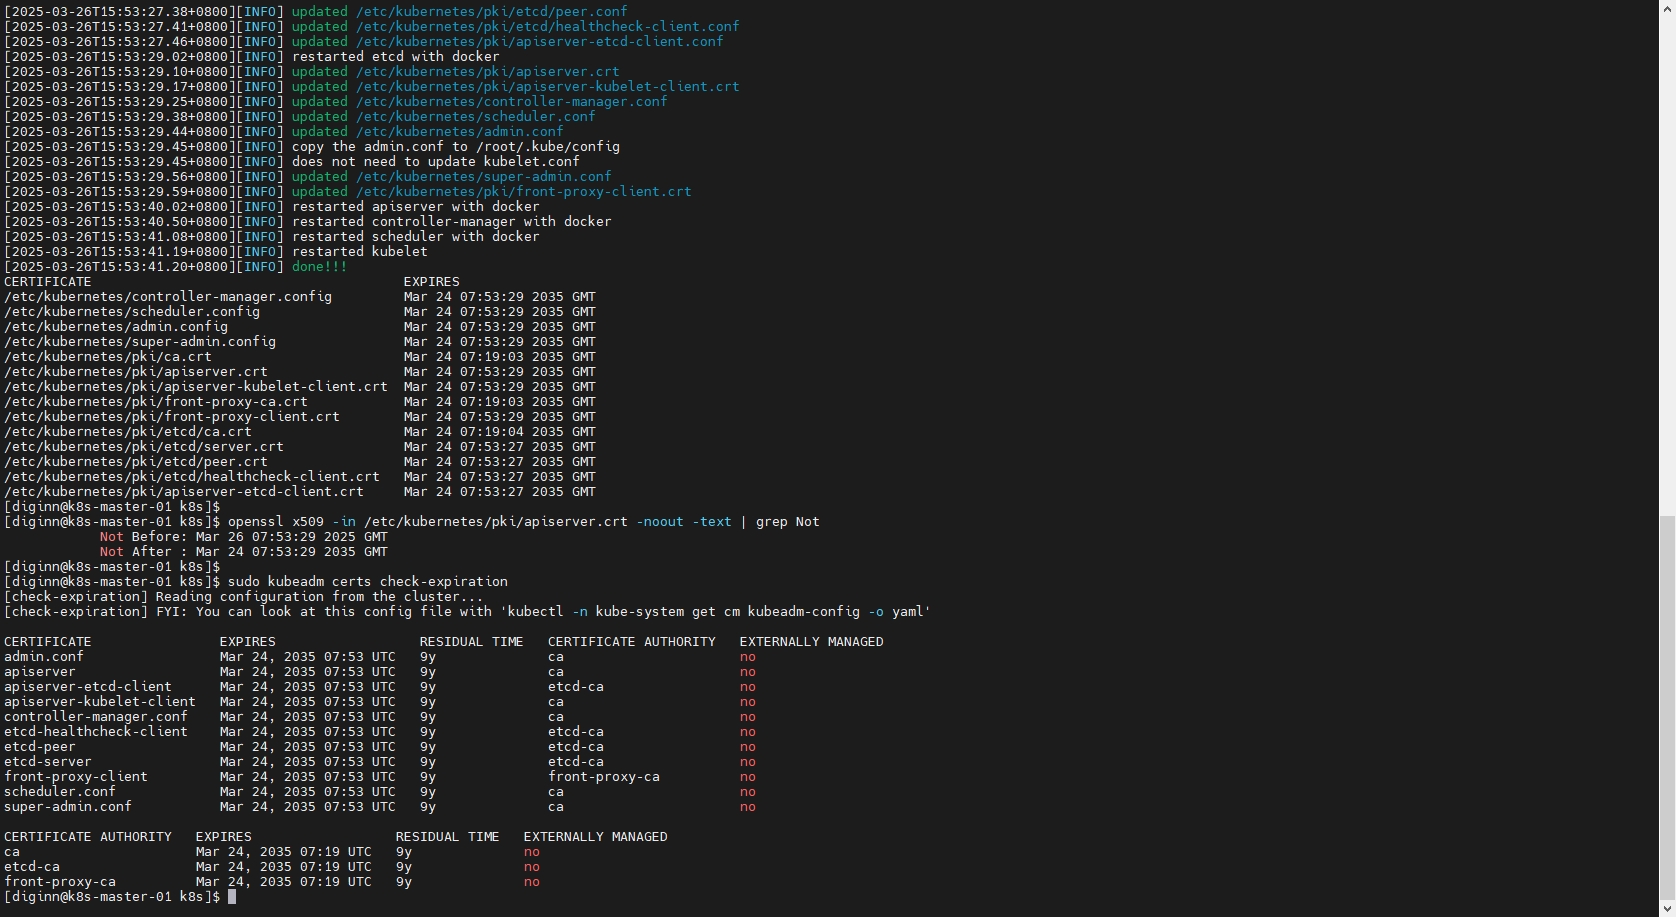 [2025-03-26T15:53:27.38+0800][INFO] updated /etc/kubernetes/pki/etcd/peer.conf
[2025-03-26T15:53:27.41+0800][INFO] updated /etc/kubernetes/pki/etcd/healthcheck-client.conf
[2025-03-26T15:53:27.46+0800][INFO] updated /etc/kubernetes/pki/apiserver-etcd-client.conf
[2025-03-26T15:53:29.02+0800][INFO] restarted etcd with docker
[2025-03-26T15:53:29.10+0800][INFO] updated /etc/kubernetes/pki/apiserver.crt
[2025-03-26T15:53:29.17+0800][INFO] updated /etc/kubernetes/pki/apiserver-kubelet-client.crt
[2025-03-26T15:53:29.25+0800][INFO] updated /etc/kubernetes/controller-manager.conf
[2025-03-26T15:53:29.38+0800][INFO] updated /etc/kubernetes/scheduler.conf
[2025-03-26T15:53:29.44+0800][INFO] updated /etc/kubernetes/admin.conf
[2025-03-26T15:53:29.45+0800][INFO] copy the admin.conf to /root/.kube/config
[2025-03-26T15:53:29.45+0800][INFO] does not need to update kubelet.conf
[2025-03-26T15:53:29.56+0800][INFO] updated /etc/kubernetes/super-admin.conf
[2025-03-26T15:53:29.59+0800][INFO] updated /etc/kubernetes/pki/front-proxy-client.crt
[2025-03-26T15:53:40.02+0800][INFO] restarted apiserver with docker
[2025-03-26T15:53:40.50+0800][INFO] restarted controller-manager with docker
[2025-03-26T15:53:41.08+0800][INFO] restarted scheduler with docker
[2025-03-26T15:53:41.19+0800][INFO] restarted kubelet
[2025-03-26T15:53:41.20+0800][INFO] done!!!
CERTIFICATE                                       EXPIRES
/etc/kubernetes/controller-manager.config         Mar 24 07:53:29 2035 GMT
/etc/kubernetes/scheduler.config                  Mar 24 07:53:29 2035 GMT
/etc/kubernetes/admin.config                      Mar 24 07:53:29 2035 GMT
/etc/kubernetes/super-admin.config                Mar 24 07:53:29 2035 GMT
/etc/kubernetes/pki/ca.crt                        Mar 24 07:19:03 2035 GMT
/etc/kubernetes/pki/apiserver.crt                 Mar 24 07:53:29 2035 GMT
/etc/kubernetes/pki/apiserver-kubelet-client.crt  Mar 24 07:53:29 2035 GMT
/etc/kubernetes/pki/front-proxy-ca.crt            Mar 24 07:19:03 2035 GMT
/etc/kubernetes/pki/front-proxy-client.crt        Mar 24 07:53:29 2035 GMT
/etc/kubernetes/pki/etcd/ca.crt                   Mar 24 07:19:04 2035 GMT
/etc/kubernetes/pki/etcd/server.crt               Mar 24 07:53:27 2035 GMT
/etc/kubernetes/pki/etcd/peer.crt                 Mar 24 07:53:27 2035 GMT
/etc/kubernetes/pki/etcd/healthcheck-client.crt   Mar 24 07:53:27 2035 GMT
/etc/kubernetes/pki/apiserver-etcd-client.crt     Mar 24 07:53:27 2035 GMT
[diginn@k8s-master-01 k8s]$
[diginn@k8s-master-01 k8s]$ openssl x509 -in /etc/kubernetes/pki/apiserver.crt -noout -text | grep Not
            Not Before: Mar 26 07:53:29 2025 GMT
            Not After : Mar 24 07:53:29 2035 GMT
[diginn@k8s-master-01 k8s]$
[diginn@k8s-master-01 k8s]$ sudo kubeadm certs check-expiration
[check-expiration] Reading configuration from the cluster...
[check-expiration] FYI: You can look at this config file with 'kubectl -n kube-system get cm kubeadm-config -o yaml'
CERTIFICATE                EXPIRES                  RESIDUAL TIME   CERTIFICATE AUTHORITY   EXTERNALLY MANAGED
admin.conf                 Mar 24, 2035 07:53 UTC   9y              ca                      no
apiserver                  Mar 24, 2035 07:53 UTC   9y              ca                      no
apiserver-etcd-client      Mar 24, 2035 07:53 UTC   9y              etcd-ca                 no
apiserver-kubelet-client   Mar 24, 2035 07:53 UTC   9y              ca                      no
controller-manager.conf    Mar 24, 2035 07:53 UTC   9y              ca                      no
etcd-healthcheck-client    Mar 24, 2035 07:53 UTC   9y              etcd-ca                 no
etcd-peer                  Mar 24, 2035 07:53 UTC   9y              etcd-ca                 no
etcd-server                Mar 24, 2035 07:53 UTC   9y              etcd-ca                 no
front-proxy-client         Mar 24, 2035 07:53 UTC   9y              front-proxy-ca          no
scheduler.conf             Mar 24, 2035 07:53 UTC   9y              ca                      no
super-admin.conf           Mar 24, 2035 07:53 UTC   9y              ca                      no
CERTIFICATE AUTHORITY   EXPIRES                  RESIDUAL TIME   EXTERNALLY MANAGED
ca                      Mar 24, 2035 07:19 UTC   9y              no
etcd-ca                 Mar 24, 2035 07:19 UTC   9y              no
front-proxy-ca          Mar 24, 2035 07:19 UTC   9y              no
[diginn@k8s-master-01 k8s]$